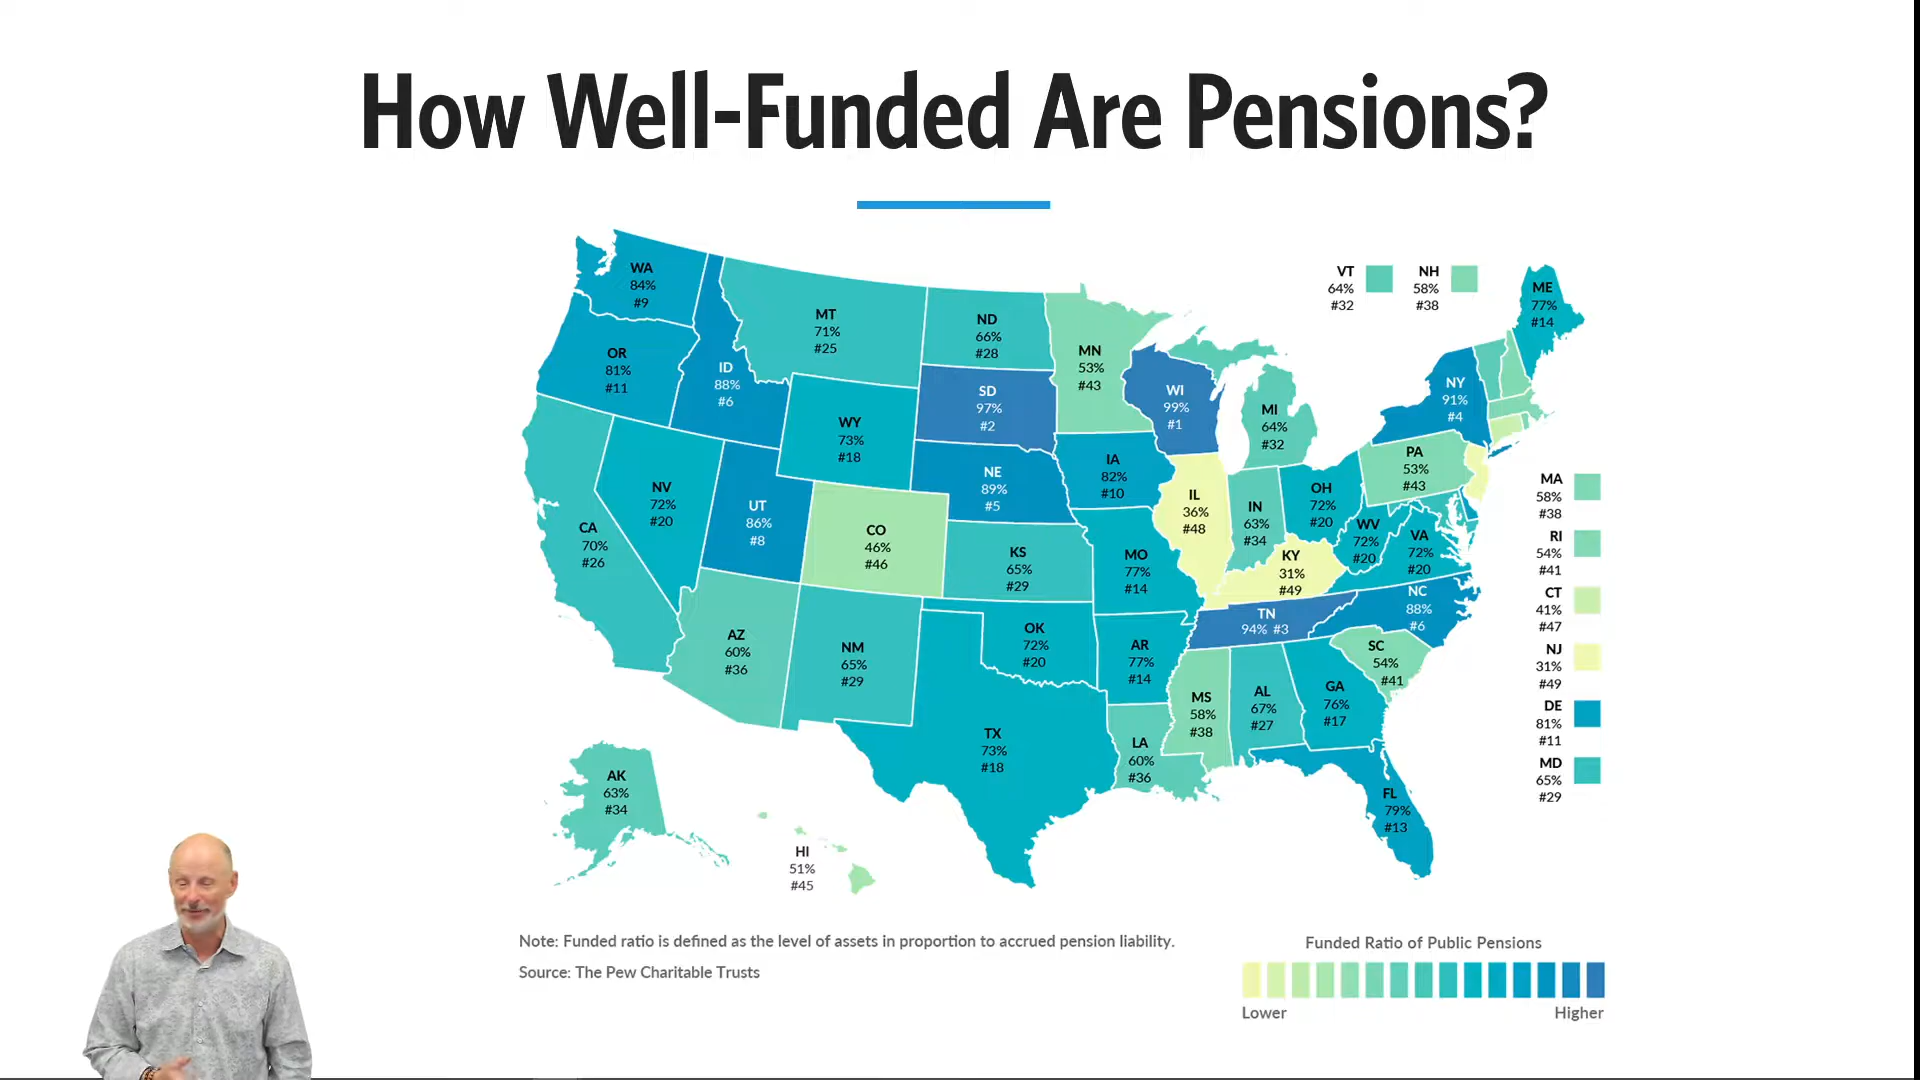 How Well-Funded Are Pensions?
WA
84%
#9
OR
81%
#11
CA
70%
#26
NV
72%
#20
ID
88%
#6
MT
71%
#25
WY
73%
#18
UT
86%
#8
CO
46%
#46
AZ
60%
#36
NM
65%
#29
ND
66%
#28
SD
97%
#2
NE
89%
#5
KS
65%
#29
OK
72%
#20
TX
73%
#18
MN
53%
#43
IA
82%
#10
MO
77%
#14
AR
77%
#14
LA
60%
#36
WI
99%
#1
IL
36%
#48
MI
64%
#32
IN
63%
#34
OH
72%
#20
KY
31%
#49
TN
94% #3
MS
58%
#38
AL
67%
#27
GA
76%
#17
FL
79%
#13
SC
54%
#41
NC
88%
#6
WV
72%
#20
VA
72%
#20
PA
53%
#43
NY
91%
#4
VT
64%
#32
NH
58%
#38
ME
77%
#14
MA
58%
#38
RI
54%
#41
CT
41%
#47
NJ
31%
#49
DE
81%
#11
MD
65%
#29
AK
63%
#34
HI
51%
#45
Note: Funded ratio is defined as the level of assets in proportion to accrued pension liability.
Source: The Pew Charitable Trusts
Funded Ratio of Public Pensions
Lower
Higher